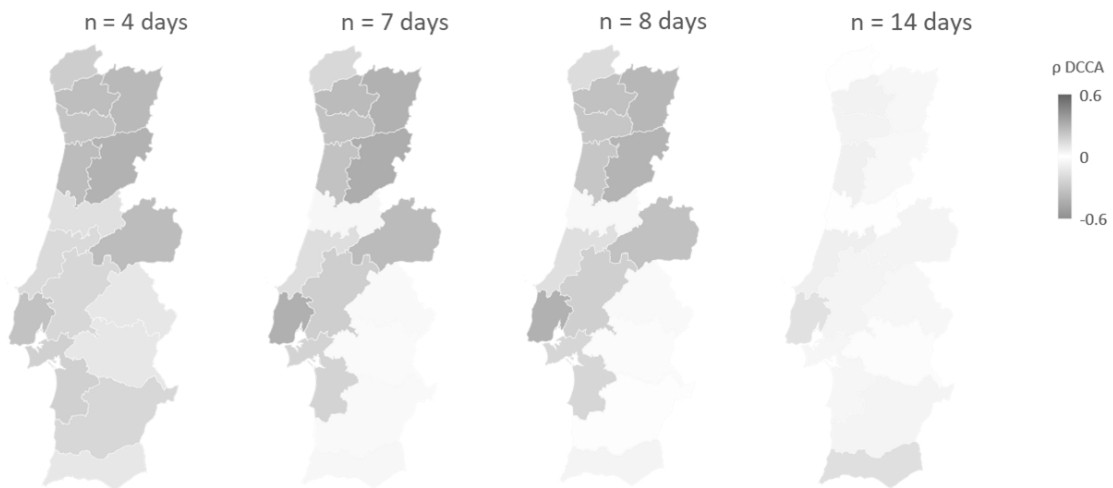 n = 4 days
n = 7 days
n = 8 days
n = 14 days
ρ DCCA
0.6
0
-0.6